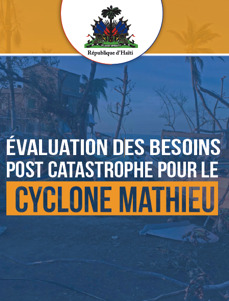 République d'Haïti
ÉVALUATION DES BESOINS
POST CATASTROPHE POUR LE
CYCLONE MATHIEU